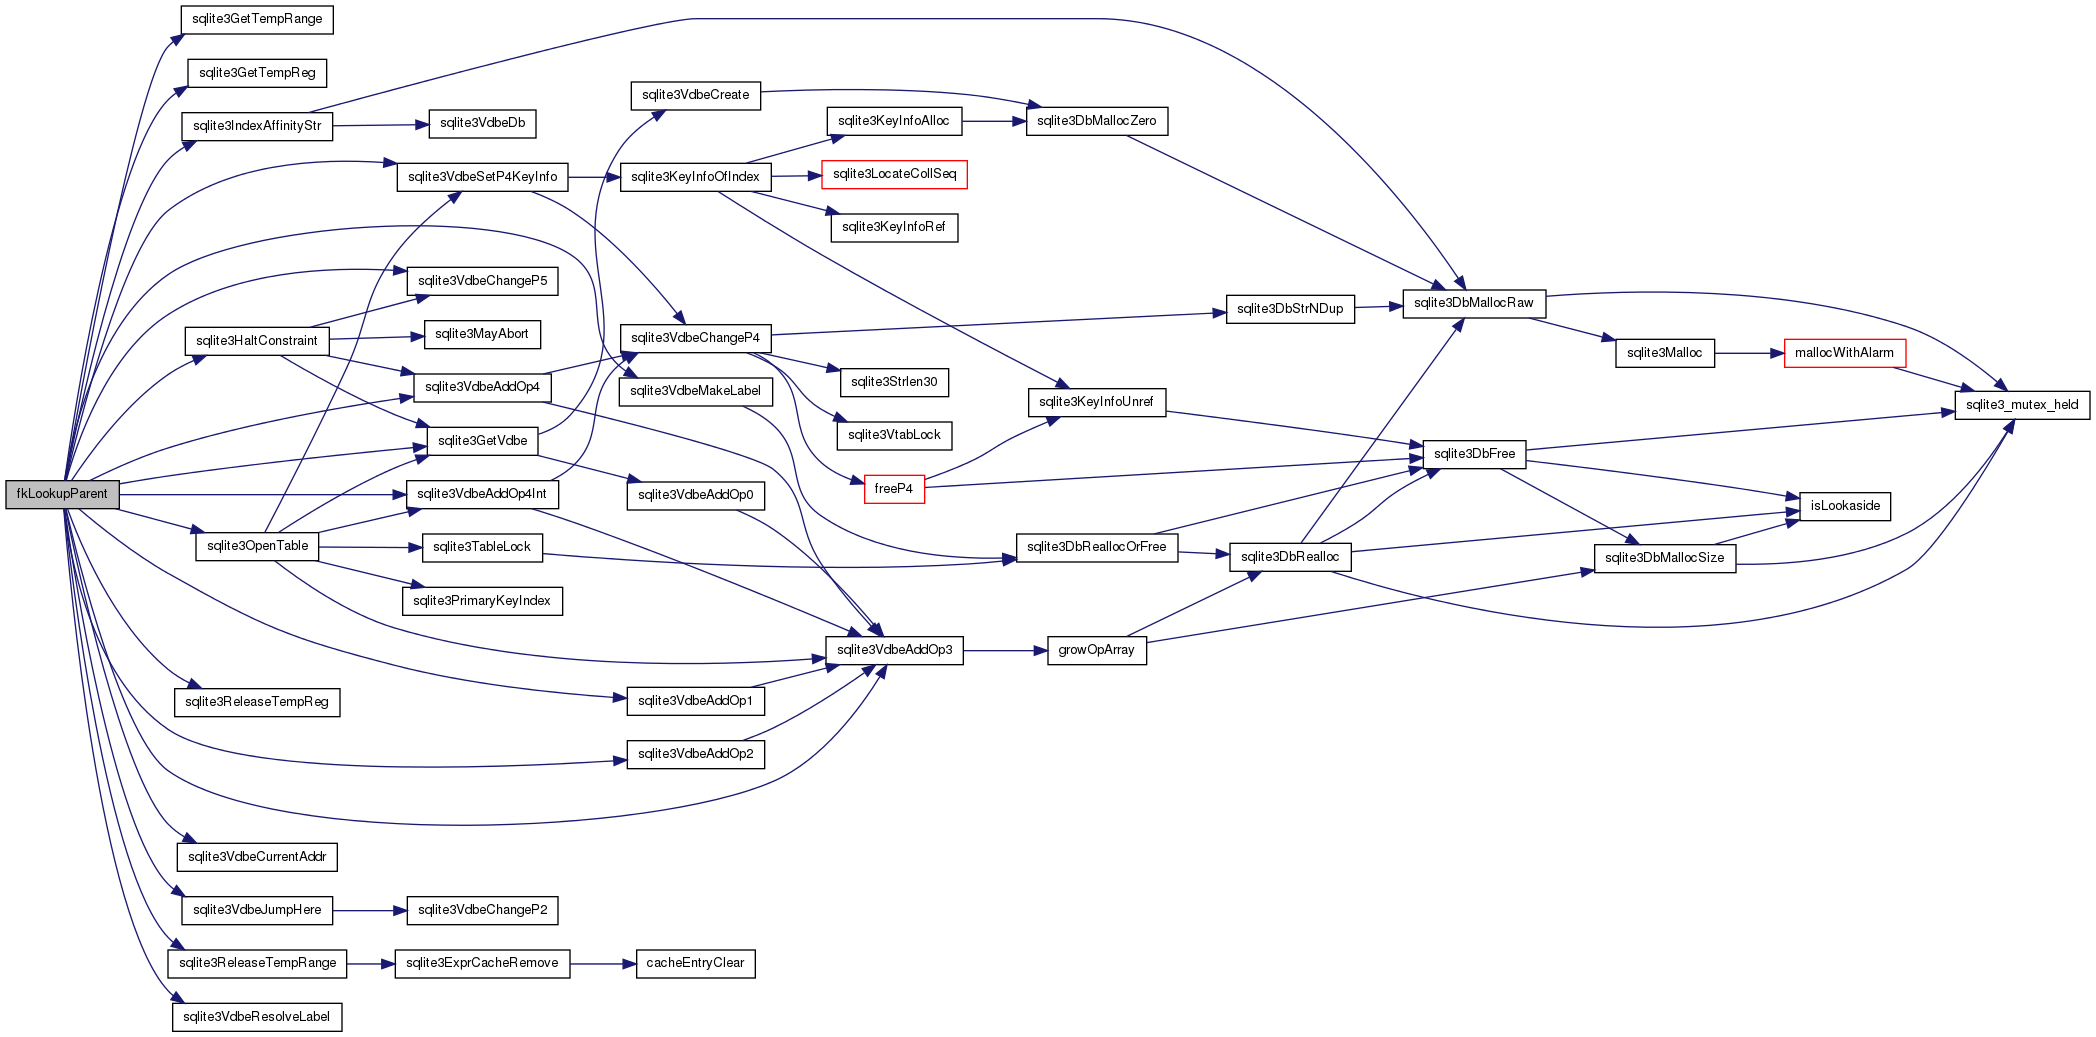 sqlite3GetTempRange
sqlite3GetTempReg
sqlite3IndexAffinityStr
sqlite3VdbeDb
sqlite3VdbeCreate
sqlite3KeyInfoAlloc
sqlite3DbMallocZero
sqlite3VdbeSetP4KeyInfo
sqlite3KeyInfoOfIndex
sqlite3LocateCollSeq
sqlite3KeyInfoRef
sqlite3VdbeChangeP5
sqlite3HaltConstraint
sqlite3MayAbort
sqlite3VdbeChangeP4
sqlite3DbStrNDup
sqlite3DbMallocRaw
sqlite3Malloc
mallocWithAlarm
sqlite3_mutex_held
sqlite3VdbeAddOp4
sqlite3VdbeMakeLabel
sqlite3Strlen30
sqlite3KeyInfoUnref
sqlite3GetVdbe
sqlite3VtabLock
sqlite3DbFree
fkLookupParent
sqlite3VdbeAddOp4Int
sqlite3VdbeAddOp0
freeP4
isLookaside
sqlite3OpenTable
sqlite3TableLock
sqlite3DbReallocOrFree
sqlite3DbRealloc
sqlite3DbMallocSize
sqlite3PrimaryKeyIndex
sqlite3VdbeAddOp3
growOpArray
sqlite3ReleaseTempReg
sqlite3VdbeAddOp1
sqlite3VdbeAddOp2
sqlite3VdbeCurrentAddr
sqlite3VdbeJumpHere
sqlite3VdbeChangeP2
sqlite3ReleaseTempRange
sqlite3ExprCacheRemove
cacheEntryClear
sqlite3VdbeResolveLabel